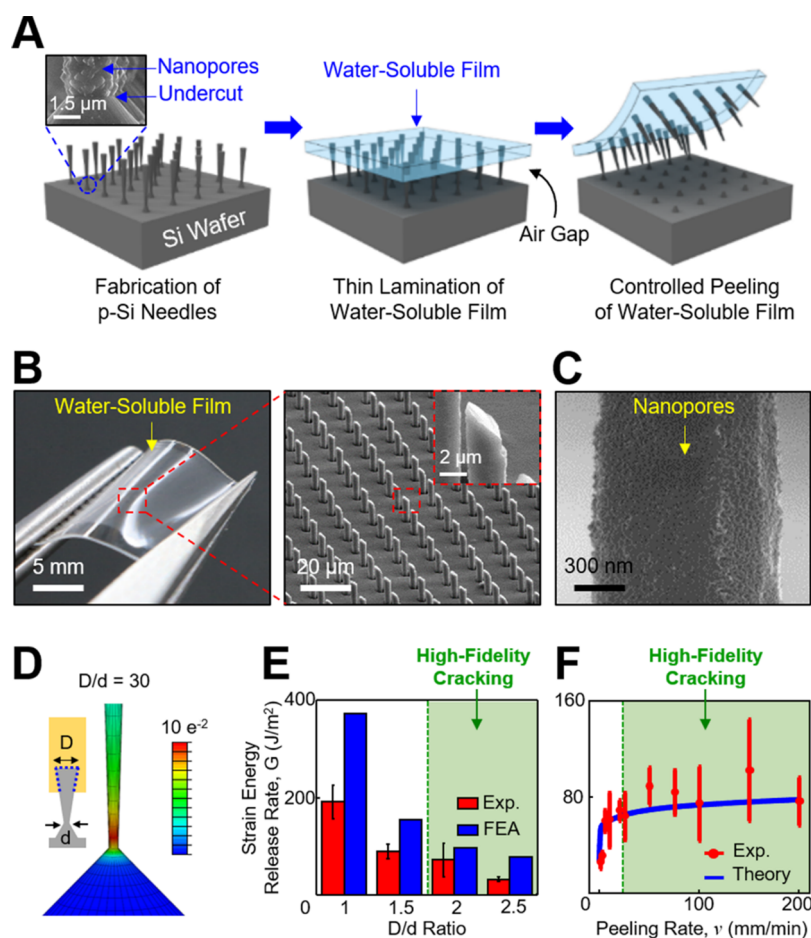 A
Nanopores
Undercut
1.5 µm
Si Wafer
Fabrication of
p-Si Needles
Water-Soluble Film
Air Gap
Thin Lamination of
Water-Soluble Film
Controlled Peeling
of Water-Soluble Film
B
Water-Soluble Film
5 mm
2 µm
20 µm
C
Nanopores
300 nm
D
D/d = 30
D
d
10 e⁻²
E
High-Fidelity
Cracking
Strain Energy
Release Rate, G (J/m²)
400
200
0
Exp.
FEA
1
1.5
2
2.5
D/d Ratio
F
High-Fidelity
Cracking
160
80
0
Exp.
Theory
0
100
200
Peeling Rate, v (mm/min)